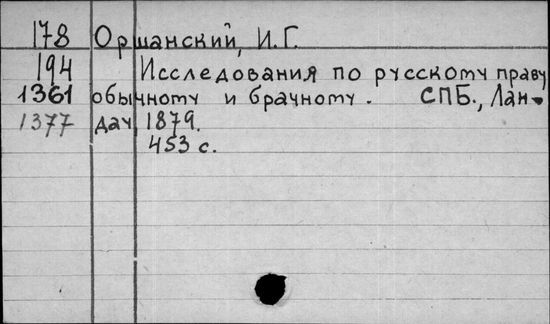 178 Оршанский, И.Г.
194 Исследования по русскому праву
1361 обычному и брачному. СПБ., Лан-
1377 дау, 1879.
453 с.